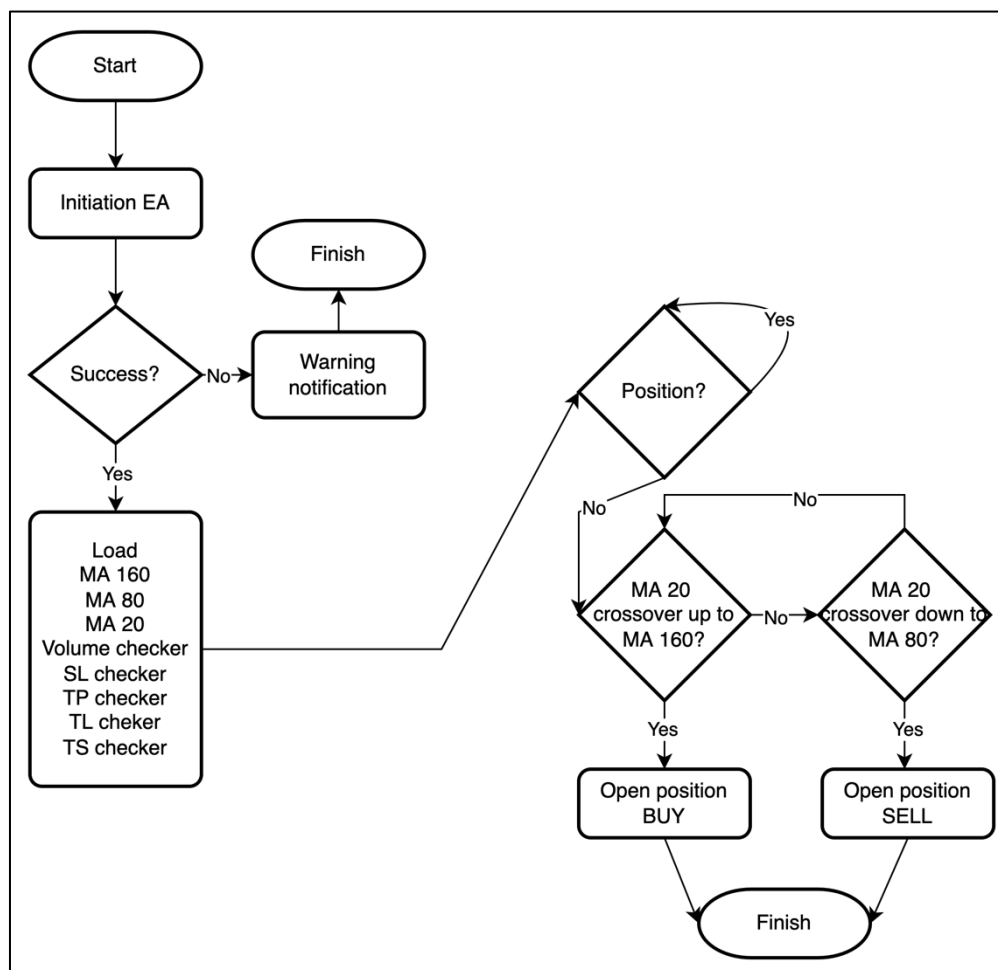 Start
Initiation EA
Success?
No
Warning
notification
Finish
Yes
Load
MA 160
MA 80
MA 20
Volume checker
SL checker
TP checker
TL cheker
TS checker
Position?
Yes
No
MA 20
crossover up to
MA 160?
No
MA 20
crossover down to
MA 80?
No
Yes
Open position
BUY
Yes
Open position
SELL
Finish